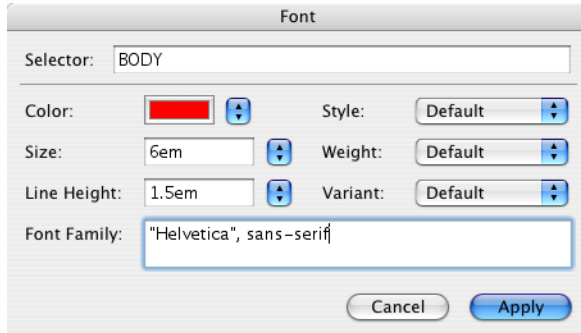 Font
Selector: BODY
Color: Style: Default
Size: 6em Weight: Default
Line Height: 1.5em Variant: Default
Font Family: "Helvetica", sans-serif
Cancel Apply